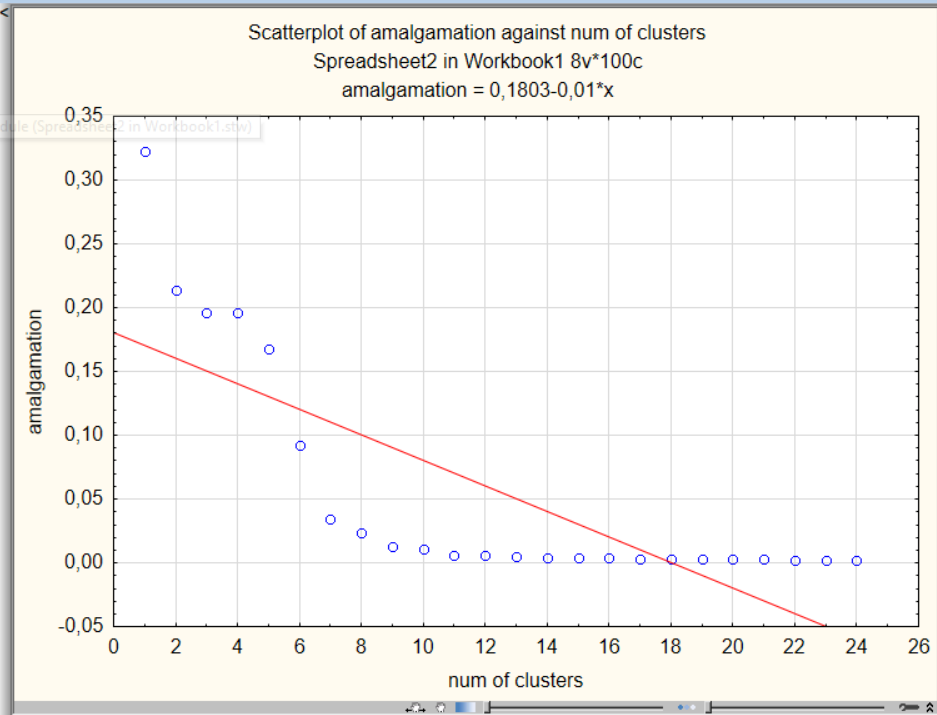 Scatterplot of amalgamation against num of clusters
Spreadsheet2 in Workbook1 8v*100c
amalgamation = 0,1803-0,01*x
dule (Spreadsheet2 in Workbook1.stw)
0,35
0,30
0,25
0,20
0,15
0,10
0,05
0,00
-0,05
amalgamation
0 2 4 6 8 10 12 14 16 18 20 22 24 26
num of clusters